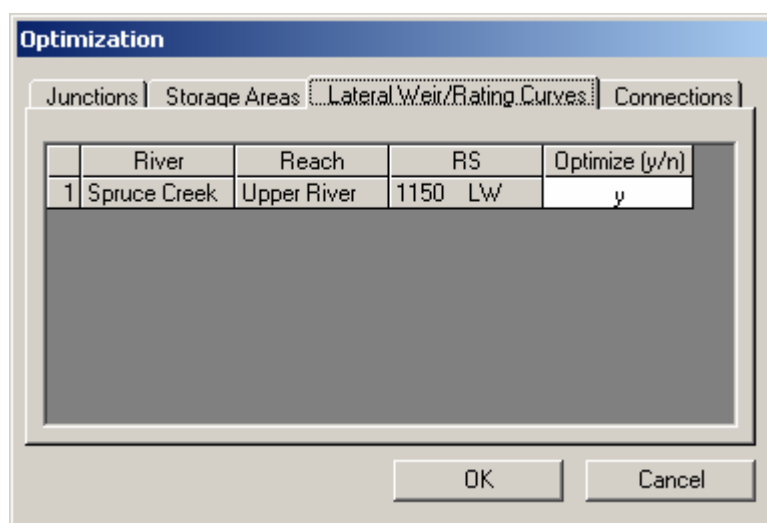 Optimization
Junctions Storage Areas Lateral Weir/Rating Curves Connections
River Reach RS Optimize (y/n)
1 Spruce Creek Upper River 1150 LW y
OK Cancel